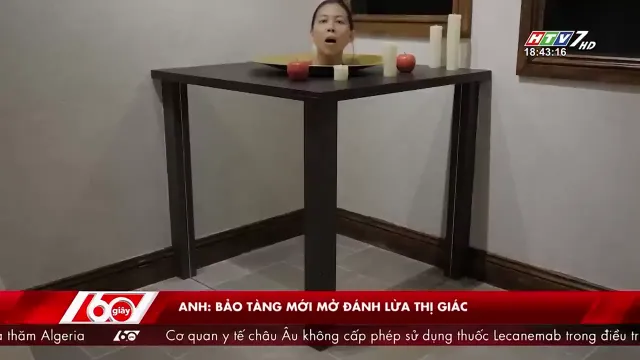 HTV7 HD
18:43:16
60 giây
ANH: BẢO TÀNG MỚI MỞ ĐÁNH LỪA THỊ GIÁC
a thăm Algeria 60s Cơ quan y tế châu Âu không cấp phép sử dụng thuốc Lecanemab trong điều tr